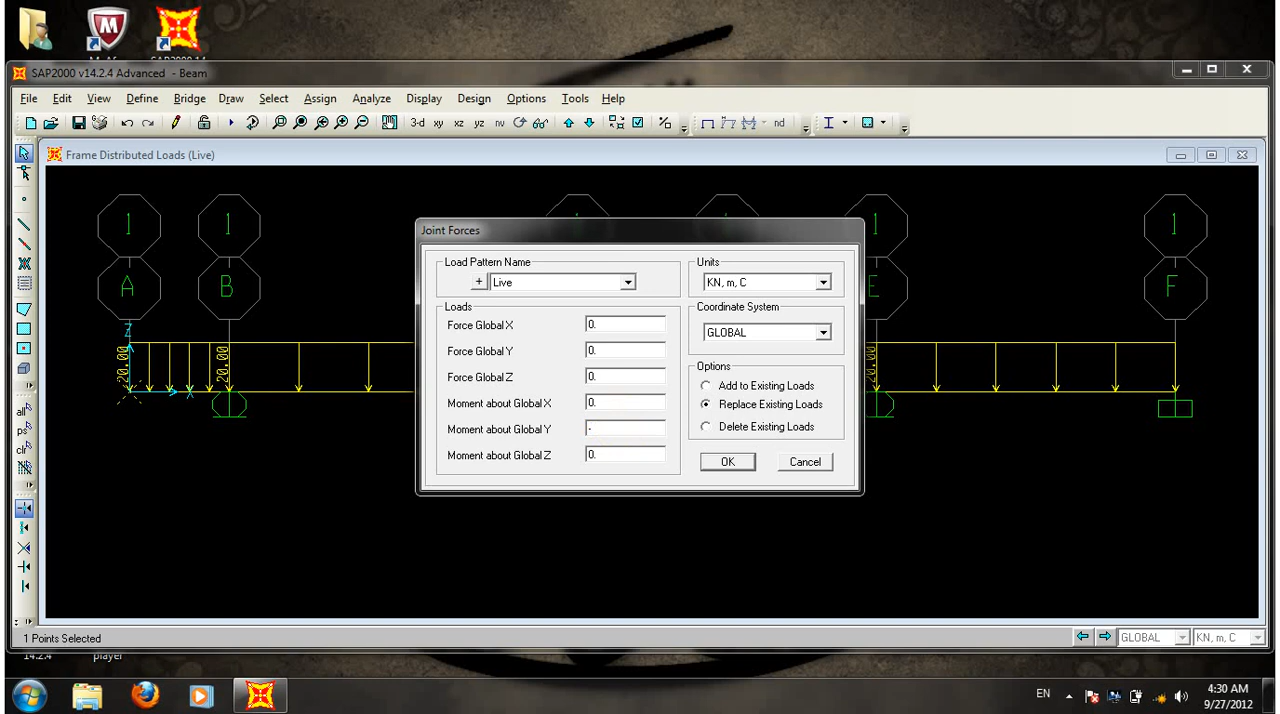 SAP2000 v14.2.4 Advanced - Beam
File Edit View Define Bridge Draw Select Assign Analyze Display Design Options Tools Help
3-d xy xz yz nv nd
Frame Distributed Loads (Live)
1 1 1 1
A B E F
Z
X
20.00 20.00 20.00
Joint Forces
Load Pattern Name
+ Live
Units
KN, m, C
Loads
Force Global X 0.
Force Global Y 0.
Force Global Z 0.
Moment about Global X 0.
Moment about Global Y -
Moment about Global Z 0.
Coordinate System
GLOBAL
Options
Add to Existing Loads
Replace Existing Loads
Delete Existing Loads
OK Cancel
all
ps
clr
1 Points Selected
GLOBAL KN, m, C
14.2.4 player
EN
4:30 AM
9/27/2012